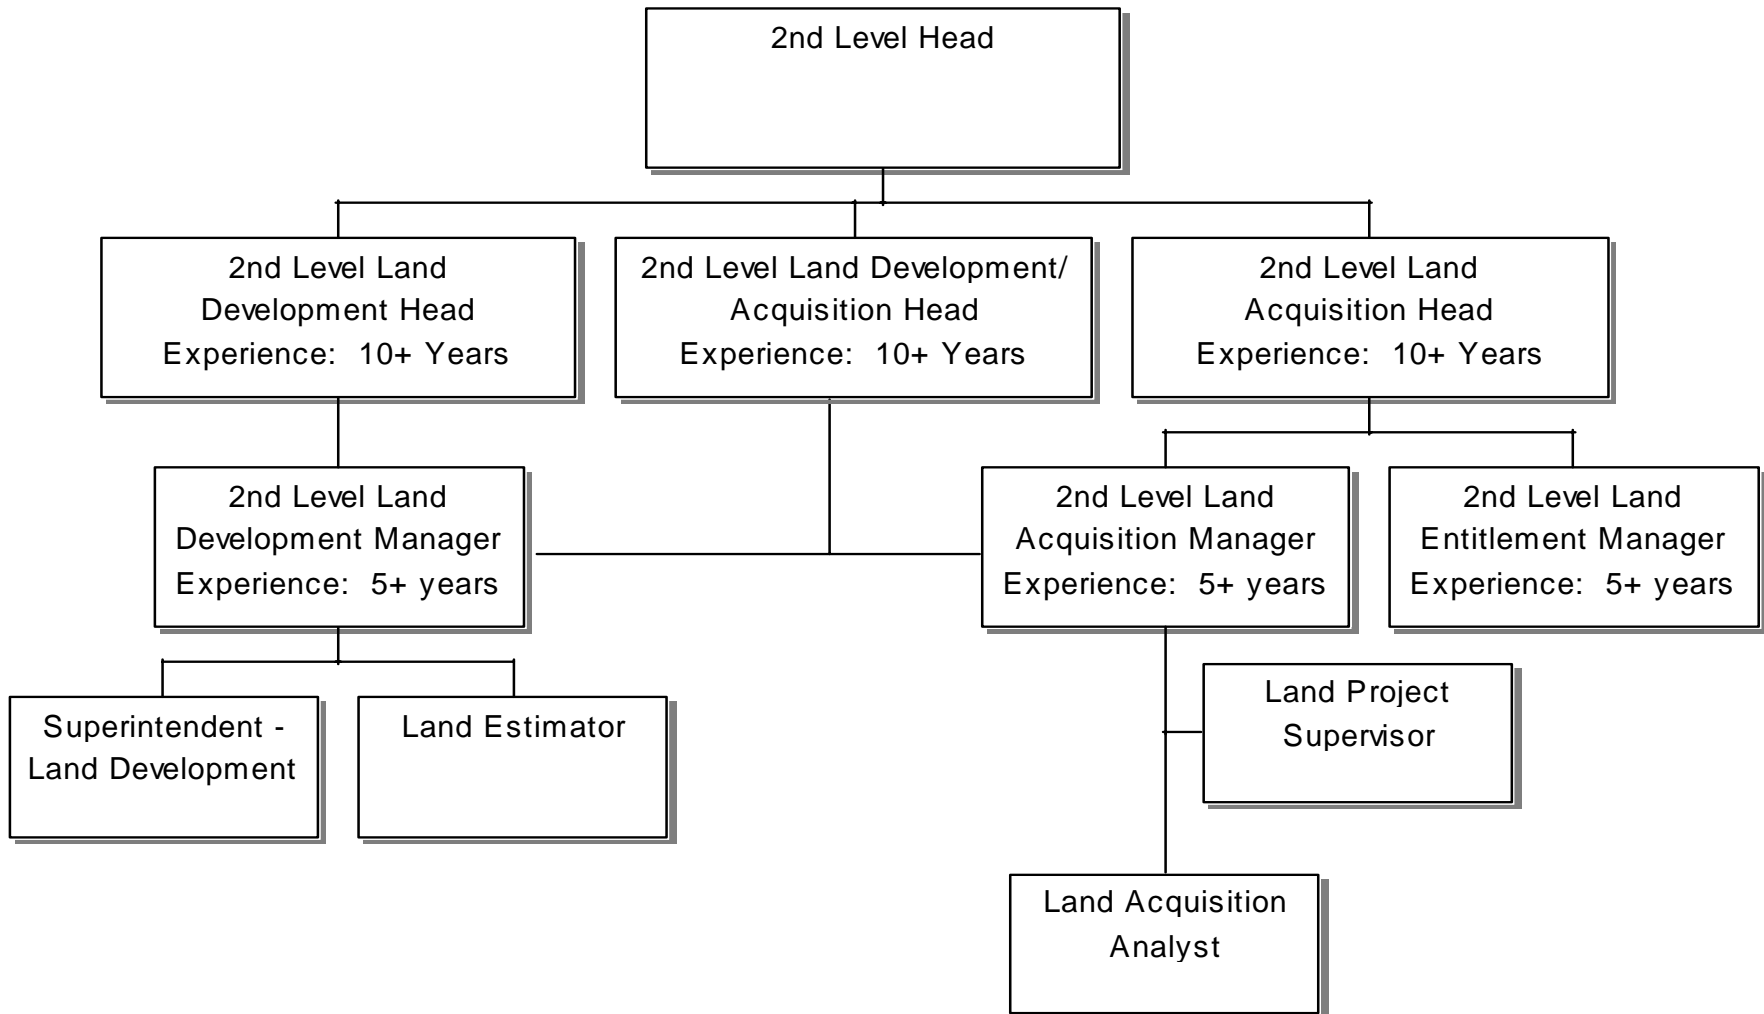 2nd Level Head
2nd Level Land
Development Head
Experience: 10+ Years
2nd Level Land Development/
Acquisition Head
Experience: 10+ Years
2nd Level Land
Acquisition Head
Experience: 10+ Years
2nd Level Land
Development Manager
Experience: 5+ years
2nd Level Land
Acquisition Manager
Experience: 5+ years
2nd Level Land
Entitlement Manager
Experience: 5+ years
Superintendent -
Land Development
Land Estimator
Land Project
Supervisor
Land Acquisition
Analyst